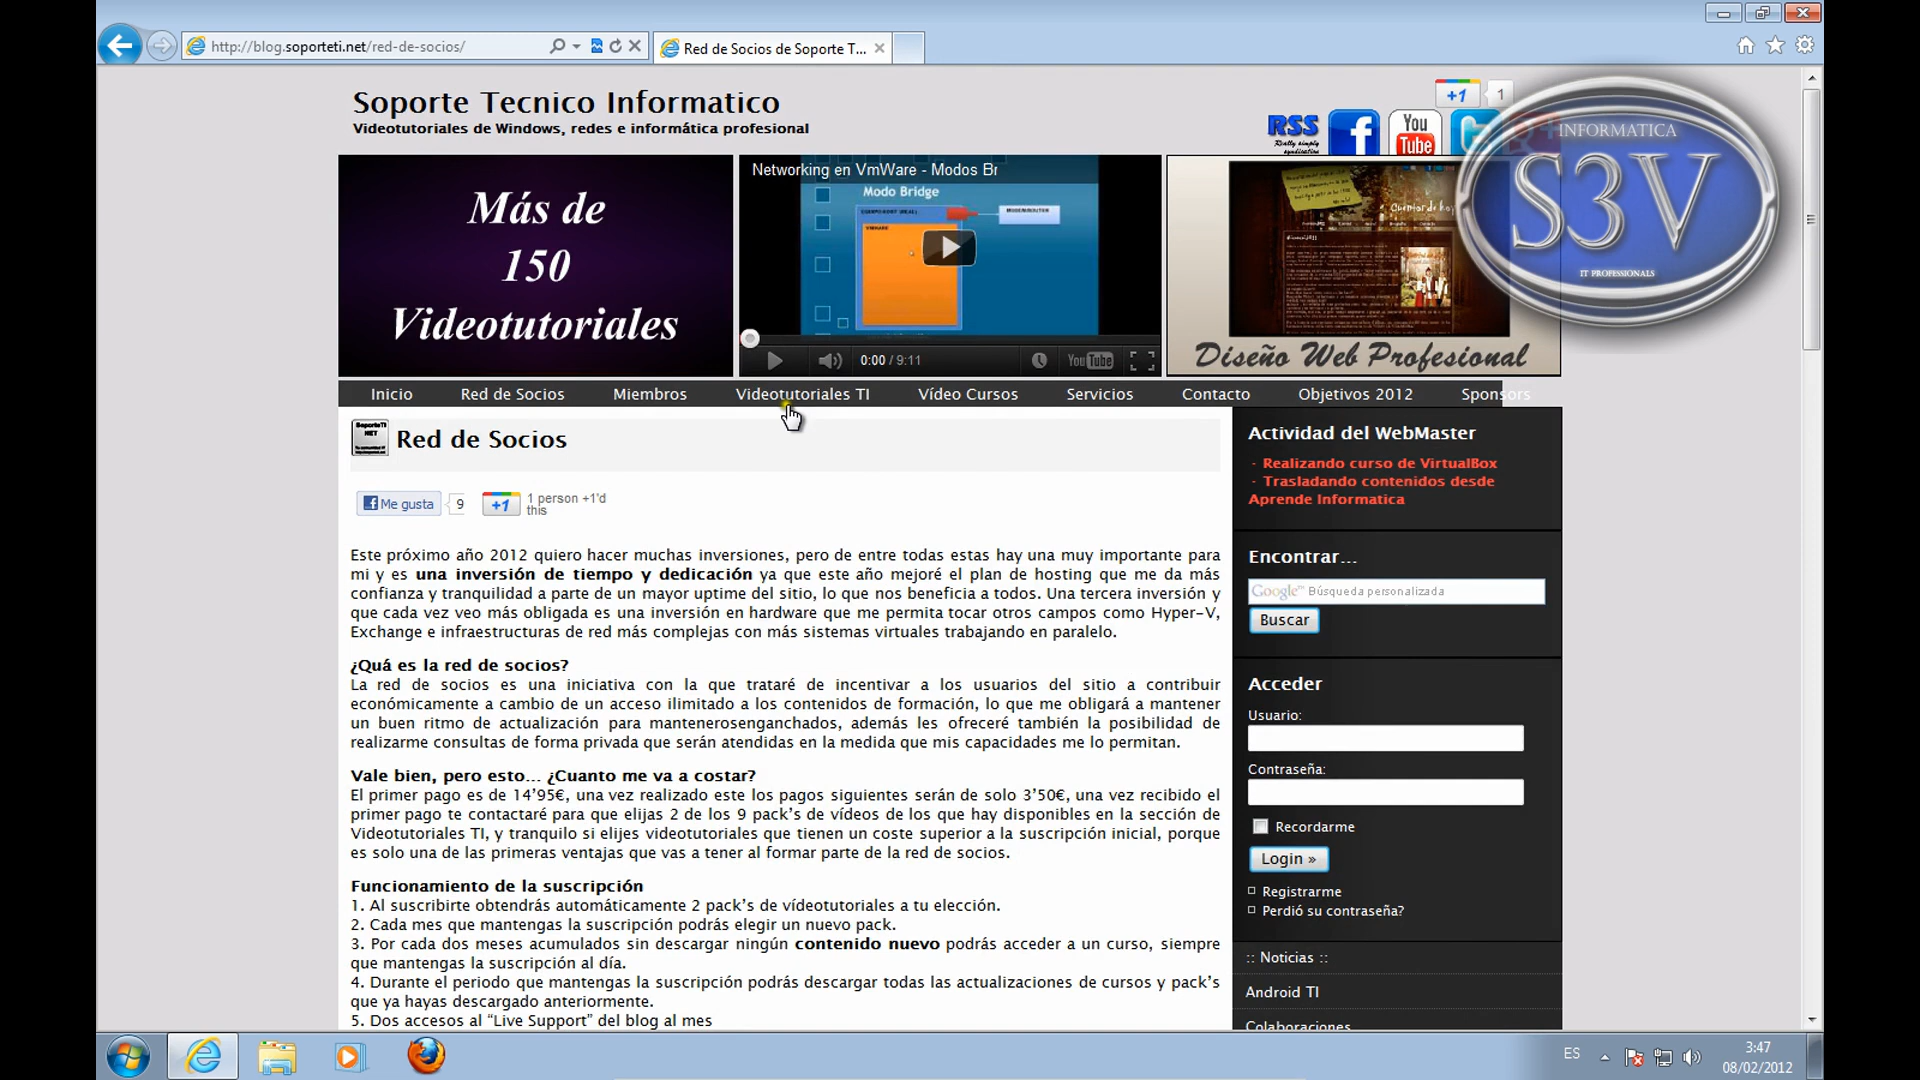 http://blog.soporteti.net/red-de-socios/
Red de Socios de Soporte T...
Soporte Tecnico Informatico
Videotutoriales de Windows, redes e informática profesional
+1
1
RSS
Really simply
syndication
f
You
Tube
INFORMATICA
S3V
IT PROFESSIONALS
Más de
150
Videotutoriales
Networking en VmWare - Modos Br
Modo Bridge
VMWARE
0:00 / 9:11
YouTube
Diseño Web Profesional
Inicio
Red de Socios
Miembros
Videotutoriales TI
Vídeo Cursos
Servicios
Contacto
Objetivos 2012
Sponsors
SoporteTI
NET
Red de Socios
Me gusta
9
+1
1 person +1'd
this
Este próximo año 2012 quiero hacer muchas inversiones, pero de entre todas estas hay una muy importante para
mi y es una inversión de tiempo y dedicación ya que este año mejoré el plan de hosting que me da más
confianza y tranquilidad a parte de un mayor uptime del sitio, lo que nos beneficia a todos. Una tercera inversión y
que cada vez veo más obligada es una inversión en hardware que me permita tocar otros campos como Hyper-V,
Exchange e infraestructuras de red más complejas con más sistemas virtuales trabajando en paralelo.
¿Quá es la red de socios?
La red de socios es una iniciativa con la que trataré de incentivar a los usuarios del sitio a contribuir
económicamente a cambio de un acceso ilimitado a los contenidos de formación, lo que me obligará a mantener
un buen ritmo de actualización para mantenerosenganchados, además les ofreceré también la posibilidad de
realizarme consultas de forma privada que serán atendidas en la medida que mis capacidades me lo permitan.
Vale bien, pero esto... ¿Cuanto me va a costar?
El primer pago es de 14’95€, una vez realizado este los pagos siguientes serán de solo 3’50€, una vez recibido el
primer pago te contactaré para que elijas 2 de los 9 pack’s de vídeos de los que hay disponibles en la sección de
Videotutoriales TI, y tranquilo si elijes videotutoriales que tienen un coste superior a la suscripción inicial, porque
es solo una de las primeras ventajas que vas a tener al formar parte de la red de socios.
Funcionamiento de la suscripción
1. Al suscribirte obtendrás automáticamente 2 pack’s de vídeotutoriales a tu elección.
2. Cada mes que mantengas la suscripción podrás elegir un nuevo pack.
3. Por cada dos meses acumulados sin descargar ningún contenido nuevo podrás acceder a un curso, siempre
que mantengas la suscripción al día.
4. Durante el periodo que mantengas la suscripción podrás descargar todas las actualizaciones de cursos y pack’s
que ya hayas descargado anteriormente.
5. Dos accesos al “Live Support” del blog al mes
Actividad del WebMaster
- Realizando curso de VirtualBox
- Trasladando contenidos desde
Aprende Informatica
Encontrar...
Google™ Búsqueda personalizada
Buscar
Acceder
Usuario:
Contraseña:
Recordarme
Login »
Registrarme
Perdió su contraseña?
:: Noticias ::
Android TI
Colaboraciones
ES
3:47
08/02/2012